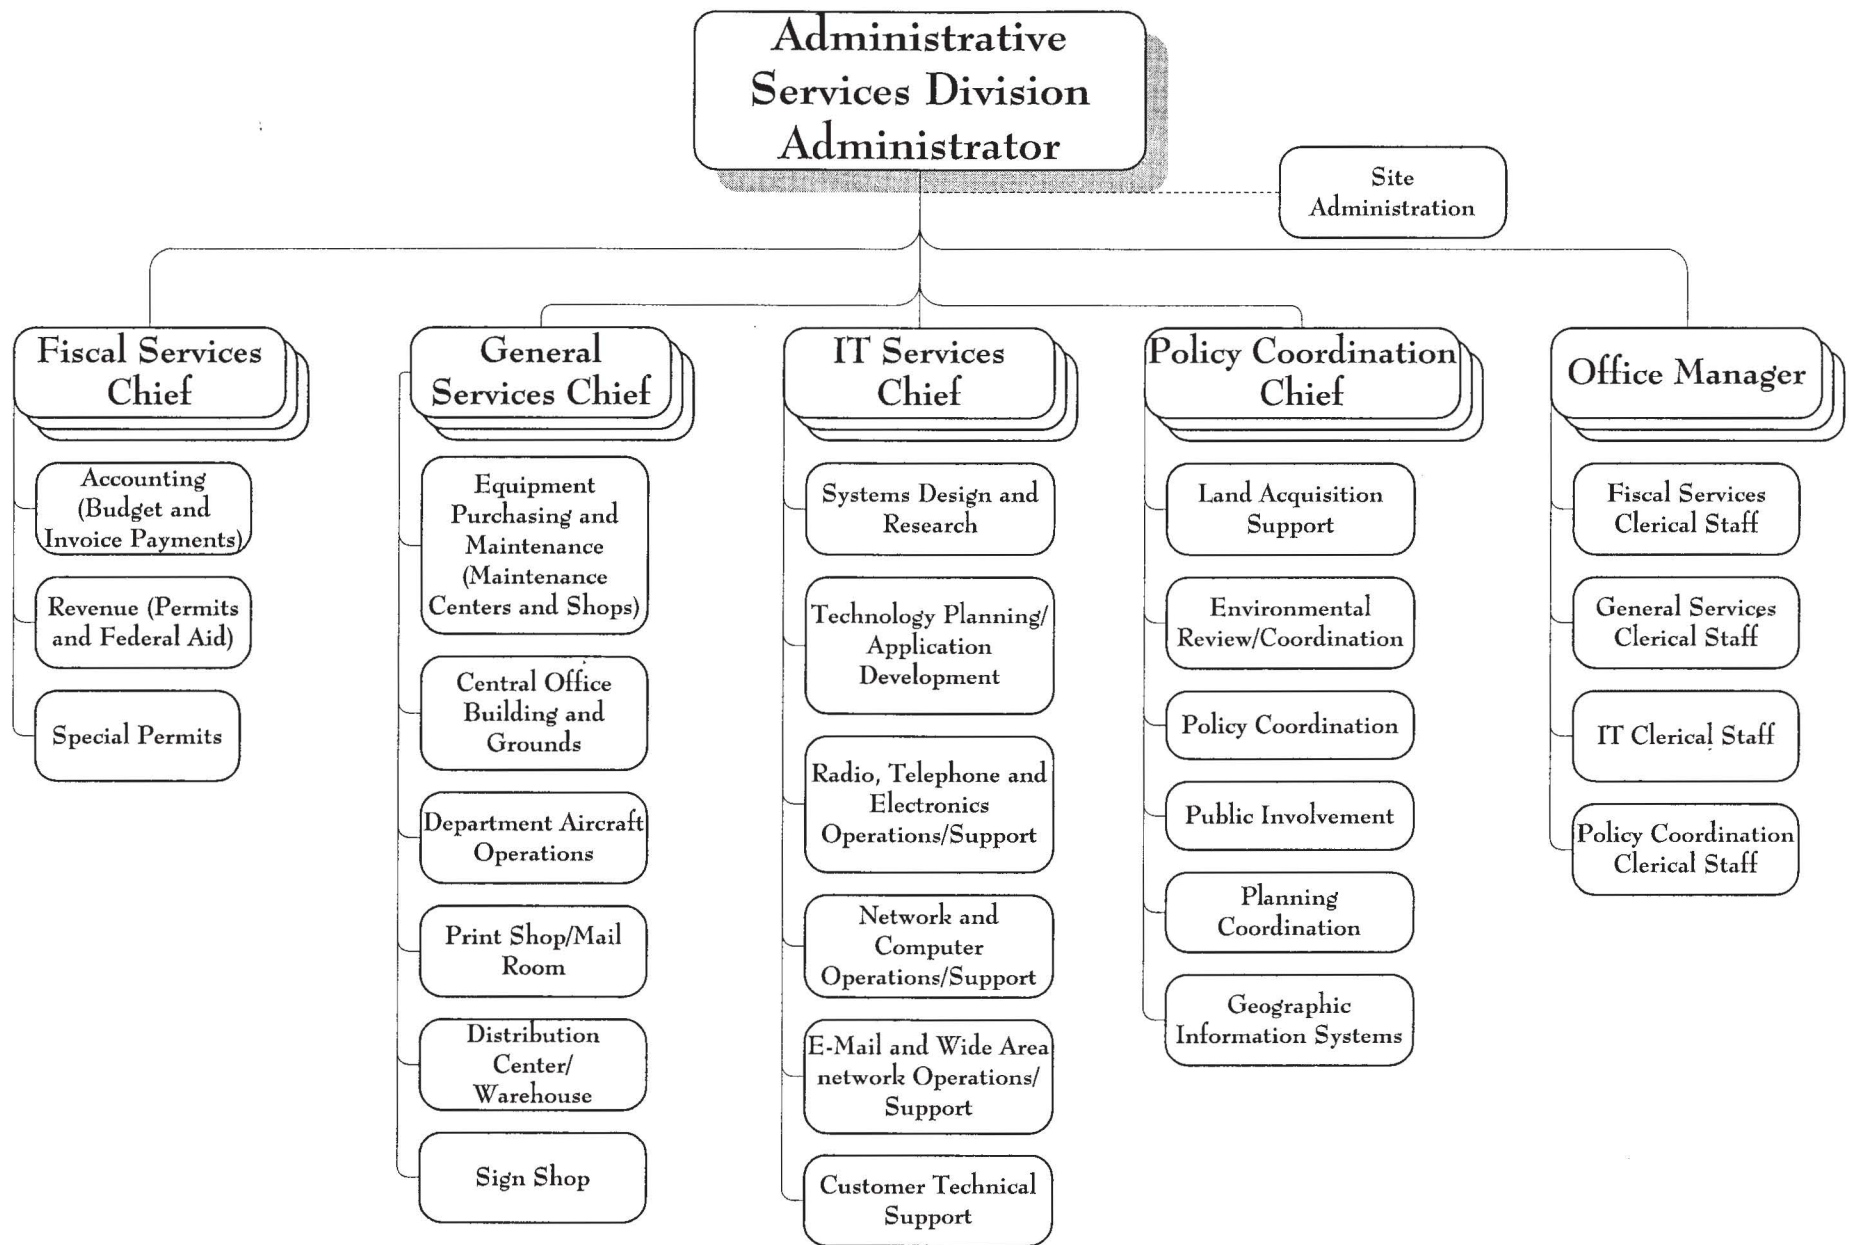 Administrative
Services Division
Administrator
Site
Administration
Fiscal Services
Chief
Accounting
(Budget and
Invoice Payments)
Revenue (Permits
and Federal Aid)
Special Permits
General
Services Chief
Equipment
Purchasing and
Maintenance
(Maintenance
Centers and Shops)
Central Office
Building and
Grounds
Department Aircraft
Operations
Print Shop/Mail
Room
Distribution
Center/
Warehouse
Sign Shop
IT Services
Chief
Systems Design and
Research
Technology Planning/
Application
Development
Radio, Telephone and
Electronics
Operations/Support
Network and
Computer
Operations/Support
E-Mail and Wide Area
network Operations/
Support
Customer Technical
Support
Policy Coordination
Chief
Land Acquisition
Support
Environmental
Review/Coordination
Policy Coordination
Public Involvement
Planning
Coordination
Geographic
Information Systems
Office Manager
Fiscal Services
Clerical Staff
General Services
Clerical Staff
IT Clerical Staff
Policy Coordination
Clerical Staff